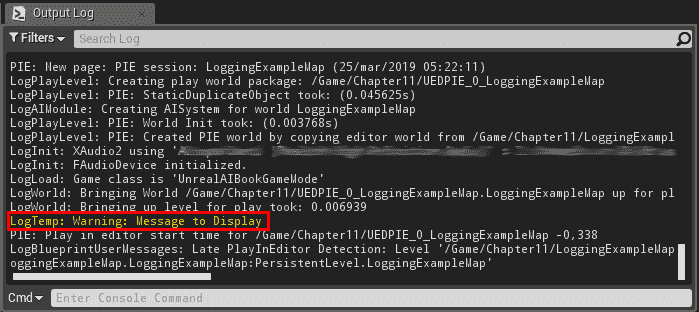 Output Log
Filters
Search Log
PIE: New page: PIE session: LoggingExampleMap (25/mar/2019 05:22:11)
LogPlayLevel: Creating play world package: /Game/Chapter11/UEDPIE_0_LoggingExampleMap
LogPlayLevel: PIE: StaticDuplicateObject took: (0.045625s)
LogAIModule: Creating AISystem for world LoggingExampleMap
LogPlayLevel: PIE: World Init took: (0.003768s)
LogPlayLevel: PIE: Created PIE world by copying editor world from /Game/Chapter11/LoggingExampl
LogInit: XAudio2 using '
LogInit: FAudioDevice initialized.
LogLoad: Game class is 'UnrealAIBookGameMode'
LogWorld: Bringing World /Game/Chapter11/UEDPIE_0_LoggingExampleMap.LoggingExampleMap up for pl
LogWorld: Bringing up level for play took: 0.006939
LogTemp: Warning: Message to Display
PIE: Play in editor start time for /Game/Chapter11/UEDPIE_0_LoggingExampleMap -0,338
LogBlueprintUserMessages: Late PlayInEditor Detection: Level '/Game/Chapter11/LoggingExampleMap
oggingExampleMap.LoggingExampleMap:PersistentLevel.LoggingExampleMap'
Cmd
Enter Console Command